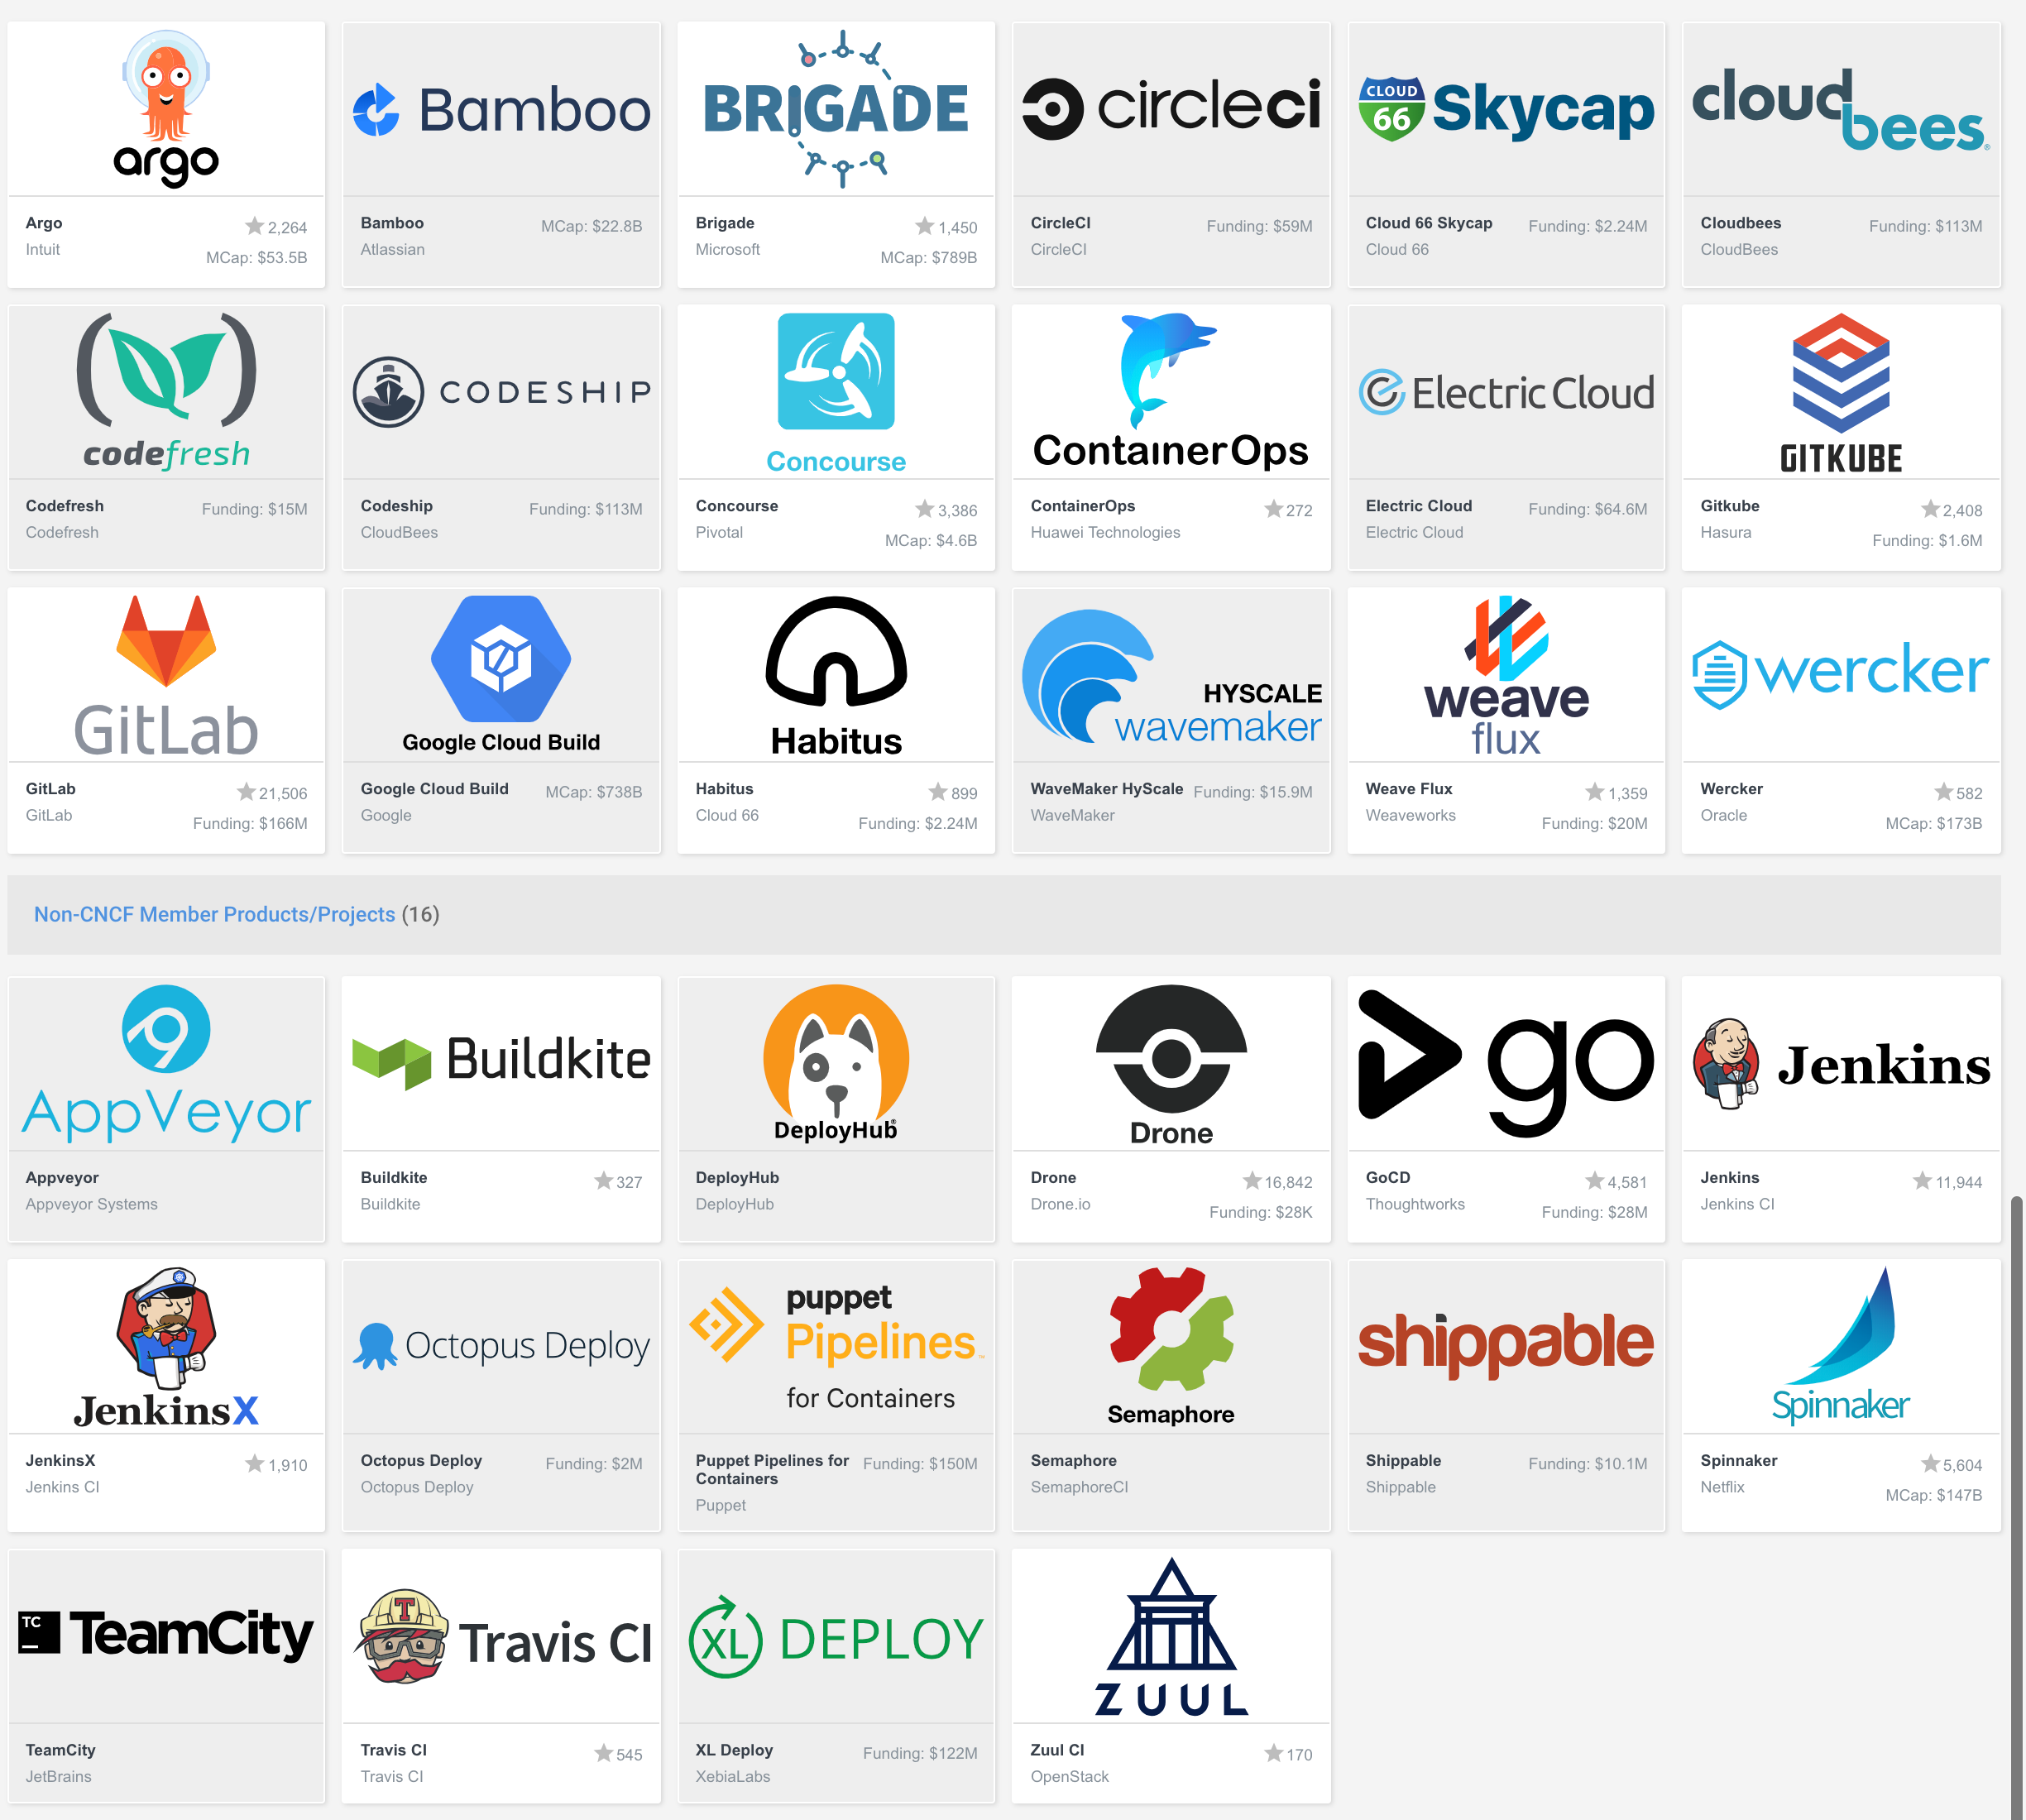 argo
Argo
Intuit
★ 2,264
MCap: $53.5B
Bamboo
Bamboo
Atlassian
MCap: $22.8B
BRIGADE
Brigade
Microsoft
★ 1,450
MCap: $789B
circleci
CircleCI
CircleCI
Funding: $59M
CLOUD
66
Skycap
Cloud 66 Skycap
Cloud 66
Funding: $2.24M
cloud
bees®
Cloudbees
CloudBees
Funding: $113M
codefresh
Codefresh
Codefresh
Funding: $15M
CODESHIP
Codeship
CloudBees
Funding: $113M
Concourse
Concourse
Pivotal
★ 3,386
MCap: $4.6B
ContainerOps
ContainerOps
Huawei Technologies
★ 272
Electric Cloud
Electric Cloud
Electric Cloud
Funding: $64.6M
GITKUBE
Gitkube
Hasura
★ 2,408
Funding: $1.6M
GitLab
GitLab
GitLab
★ 21,506
Funding: $166M
Google Cloud Build
Google Cloud Build
Google
MCap: $738B
Habitus
Habitus
Cloud 66
★ 899
Funding: $2.24M
HYSCALE
wavemaker
WaveMaker HyScale
WaveMaker
Funding: $15.9M
weave
flux
Weave Flux
Weaveworks
★ 1,359
Funding: $20M
wercker
Wercker
Oracle
★ 582
MCap: $173B
Non-CNCF Member Products/Projects (16)
AppVeyor
Appveyor
Appveyor Systems
Buildkite
Buildkite
Buildkite
★ 327
DeployHub®
DeployHub
DeployHub
Drone
Drone
Drone.io
★ 16,842
Funding: $28K
go
GoCD
Thoughtworks
★ 4,581
Funding: $28M
Jenkins
Jenkins
Jenkins CI
★ 11,944
JenkinsX
JenkinsX
Jenkins CI
★ 1,910
Octopus Deploy
Octopus Deploy
Octopus Deploy
Funding: $2M
puppet
Pipelines™
for Containers
Puppet Pipelines for
Containers
Puppet
Funding: $150M
Semaphore
Semaphore
SemaphoreCI
shippable
Shippable
Shippable
Funding: $10.1M
Spinnaker
Spinnaker
Netflix
★ 5,604
MCap: $147B
TC
TeamCity
TeamCity
JetBrains
T
Travis CI
Travis CI
Travis CI
★ 545
XL DEPLOY
XL Deploy
XebiaLabs
Funding: $122M
ZUUL
Zuul CI
OpenStack
★ 170